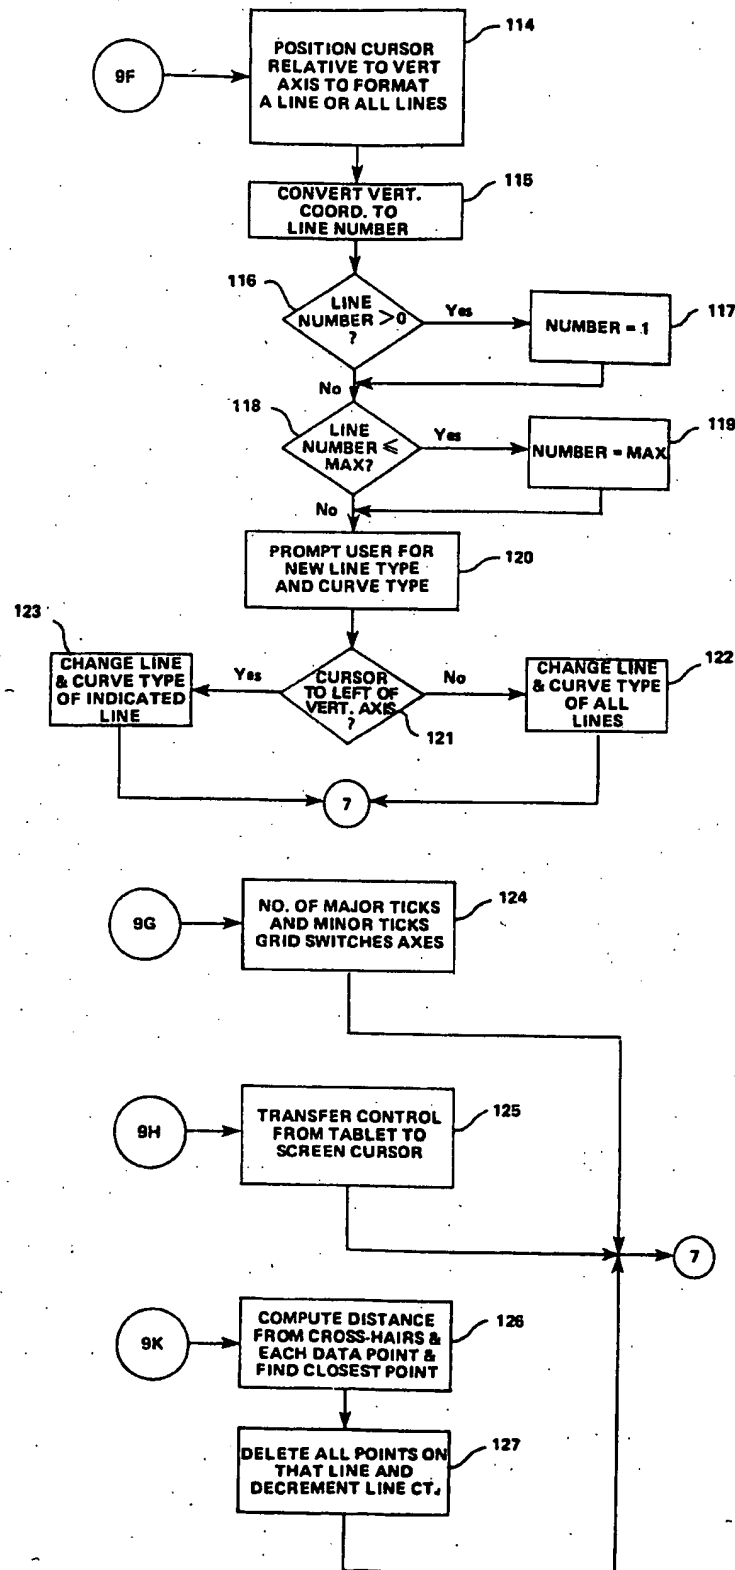 114
9F
POSITION CURSOR
RELATIVE TO VERT
AXIS TO FORMAT
A LINE OR ALL LINES
115
CONVERT VERT.
COORD. TO
LINE NUMBER
116
LINE
NUMBER >0
?
Yes
117
NUMBER = 1
No
118
LINE
NUMBER ≤
MAX?
Yes
119
NUMBER = MAX
No
120
PROMPT USER FOR
NEW LINE TYPE
AND CURVE TYPE
123
CHANGE LINE
& CURVE TYPE
OF INDICATED
LINE
Yes
CURSOR
TO LEFT OF
VERT. AXIS
?
121
No
122
CHANGE LINE
& CURVE TYPE
OF ALL
LINES
7
9G
124
NO. OF MAJOR TICKS
AND MINOR TICKS
GRID SWITCHES AXES
9H
125
TRANSFER CONTROL
FROM TABLET TO
SCREEN CURSOR
7
9K
126
COMPUTE DISTANCE
FROM CROSS-HAIRS &
EACH DATA POINT &
FIND CLOSEST POINT
127
DELETE ALL POINTS ON
THAT LINE AND
DECREMENT LINE CT.